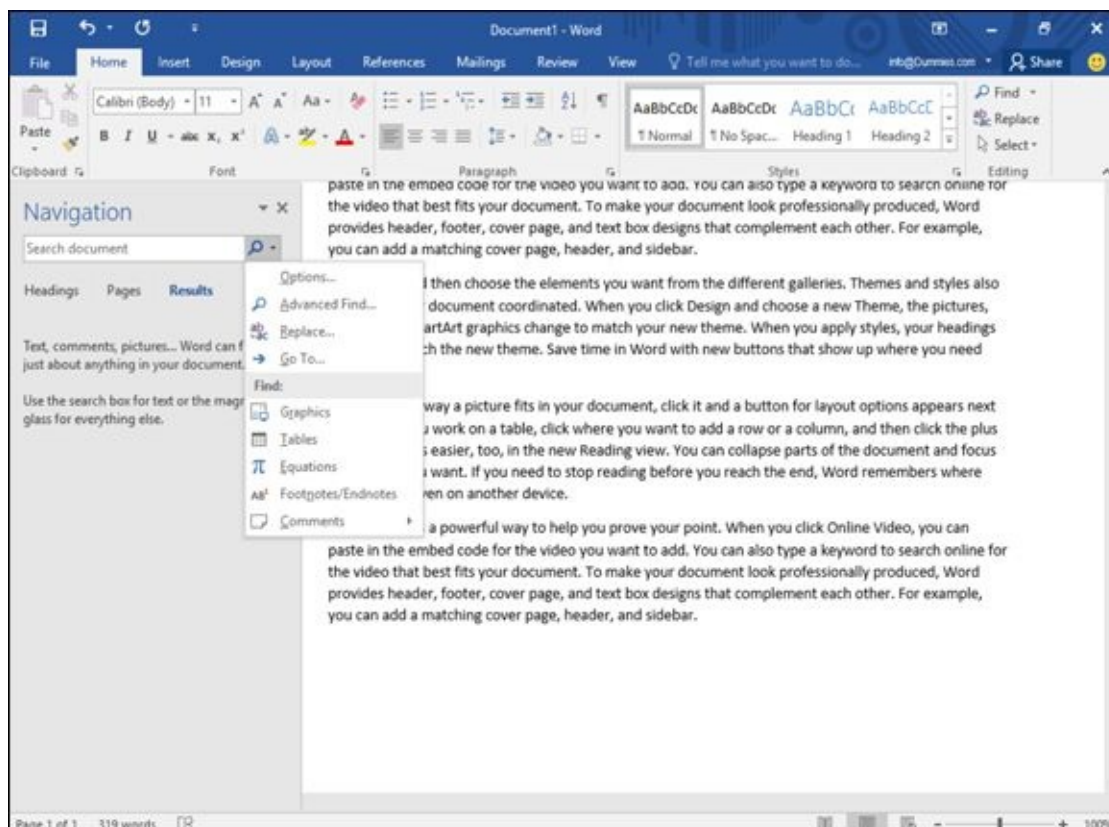 Document1 - Word
File Home Insert Design Layout References Mailings Review View Tell me what you want to do... info@Dummies.com Share
Paste
Calibri (Body) 11 A A Aa
B I U abc X, X² A A
AaBbCcDc AaBbCcDc AaBbCc AaBbCcC
¶ Normal ¶ No Spac... Heading 1 Heading 2
Find
Replace
Select
Clipboard Font Paragraph Styles Editing
Navigation
Search document
Headings Pages Results
Text, comments, pictures... Word can f
just about anything in your document.
Use the search box for text or the magr
glass for everything else.
Options...
Advanced Find...
Replace...
Go To...
Find:
Graphics
Tables
Equations
Footnotes/Endnotes
Comments
paste in the embed code for the video you want to add. You can also type a keyword to search online for
the video that best fits your document. To make your document look professionally produced, Word
provides header, footer, cover page, and text box designs that complement each other. For example,
you can add a matching cover page, header, and sidebar.
then choose the elements you want from the different galleries. Themes and styles also
document coordinated. When you click Design and choose a new Theme, the pictures,
artArt graphics change to match your new theme. When you apply styles, your headings
ch the new theme. Save time in Word with new buttons that show up where you need
way a picture fits in your document, click it and a button for layout options appears next
work on a table, click where you want to add a row or a column, and then click the plus
s easier, too, in the new Reading view. You can collapse parts of the document and focus
want. If you need to stop reading before you reach the end, Word remembers where
ven on another device.
a powerful way to help you prove your point. When you click Online Video, you can
paste in the embed code for the video you want to add. You can also type a keyword to search online for
the video that best fits your document. To make your document look professionally produced, Word
provides header, footer, cover page, and text box designs that complement each other. For example,
you can add a matching cover page, header, and sidebar.
Page 1 of 1 319 words 100%